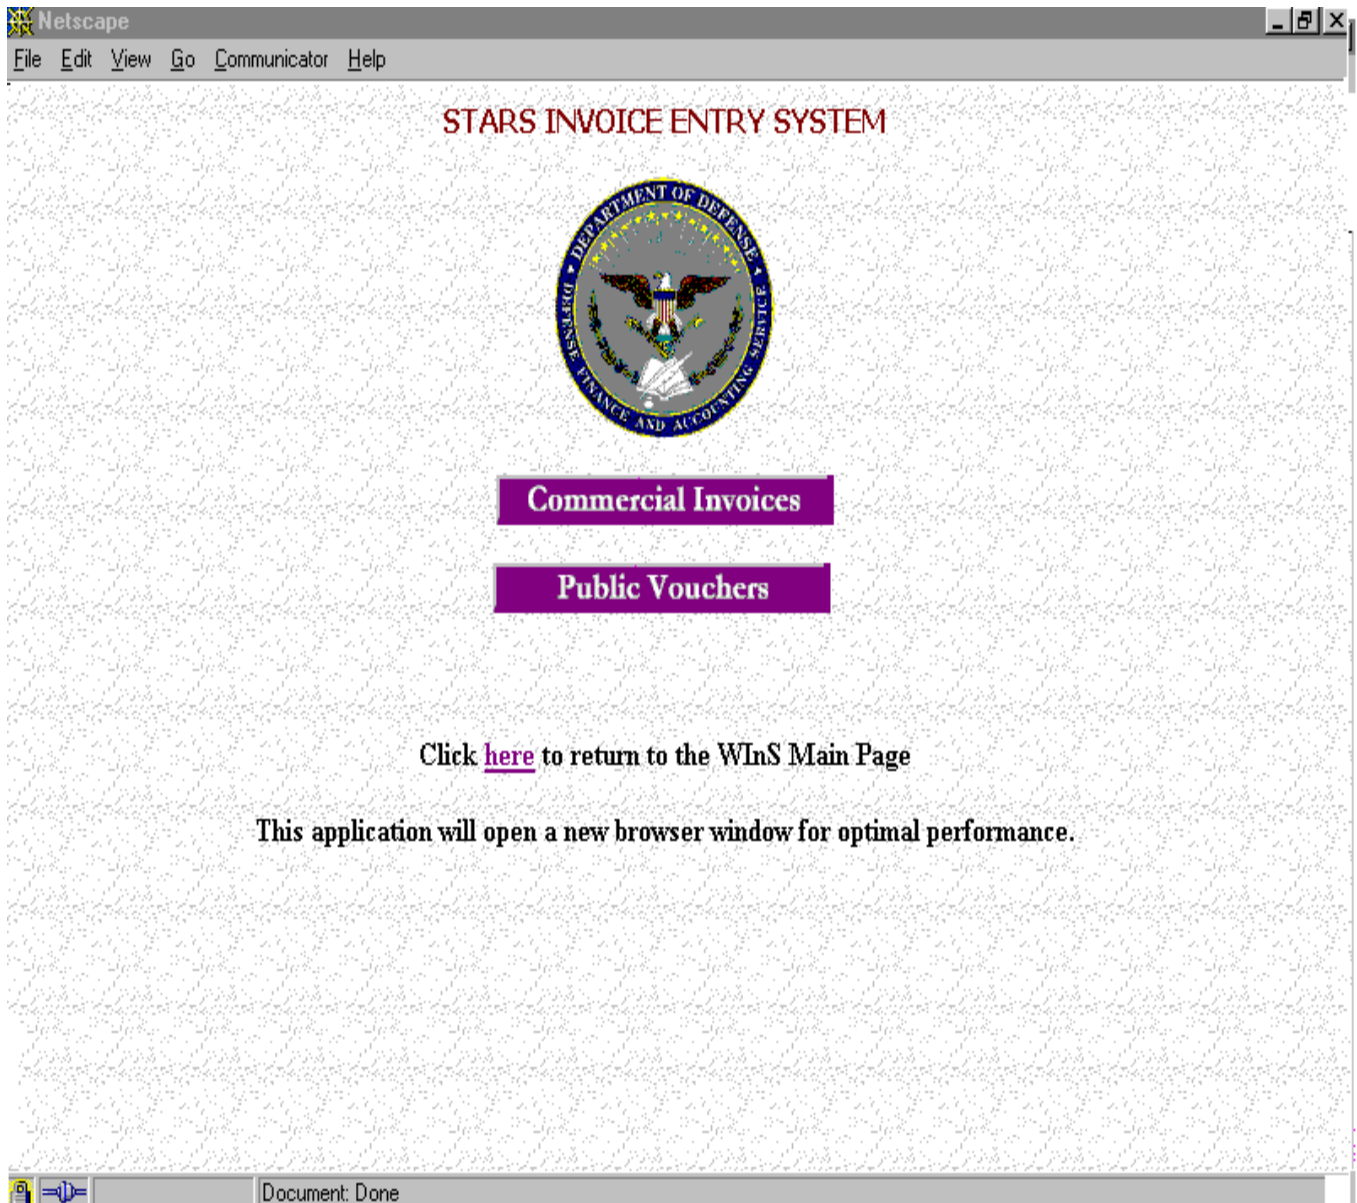 Netscape
File Edit View Go Communicator Help
STARS INVOICE ENTRY SYSTEM
DEPARTMENT OF DEFENSE
DEFENSE FINANCE AND ACCOUNTING SERVICE
Commercial Invoices
Public Vouchers
Click here to return to the WInS Main Page
This application will open a new browser window for optimal performance.
Document: Done